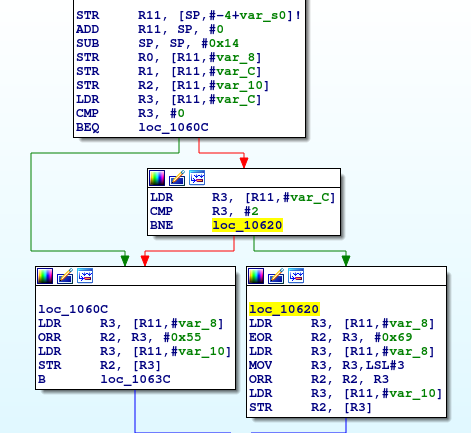 STR R11, [SP,#-4+var_s0]!
ADD R11, SP, #0
SUB SP, SP, #0x14
STR R0, [R11,#var_8]
STR R1, [R11,#var_C]
STR R2, [R11,#var_10]
LDR R3, [R11,#var_C]
CMP R3, #0
BEQ loc_1060C
LDR R3, [R11,#var_C]
CMP R3, #2
BNE loc_10620
loc_1060C
LDR R3, [R11,#var_8]
ORR R2, R3, #0x55
LDR R3, [R11,#var_10]
STR R2, [R3]
B loc_1063C
loc_10620
LDR R3, [R11,#var_8]
EOR R2, R3, #0x69
LDR R3, [R11,#var_8]
MOV R3, R3,LSL#3
ORR R2, R2, R3
LDR R3, [R11,#var_10]
STR R2, [R3]